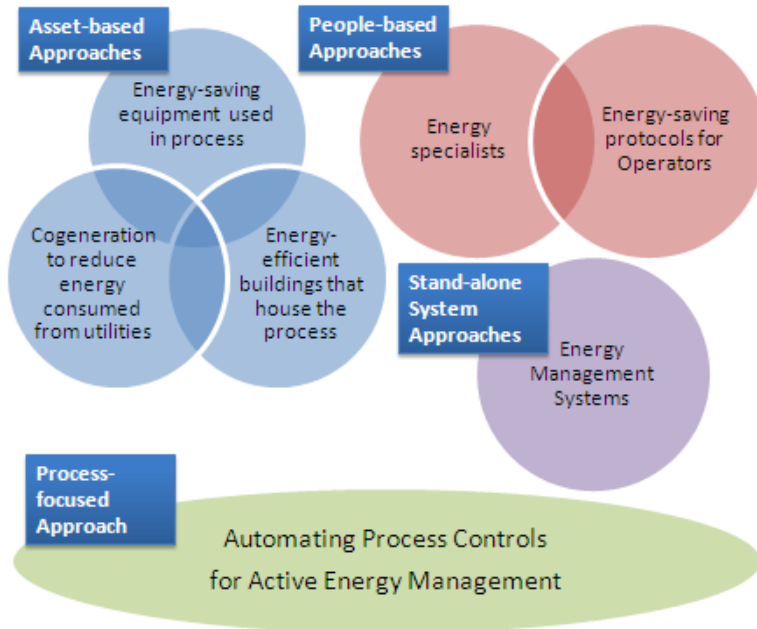 Asset-based
Approaches
Energy-saving
equipment used
in process
Cogeneration
to reduce
energy
consumed
from utilities
Energy-
efficient
buildings that
house the
process
People-based
Approaches
Energy
specialists
Energy-saving
protocols for
Operators
Stand-alone
System
Approaches
Energy
Management
Systems
Process-
focused
Approach
Automating Process Controls
for Active Energy Management